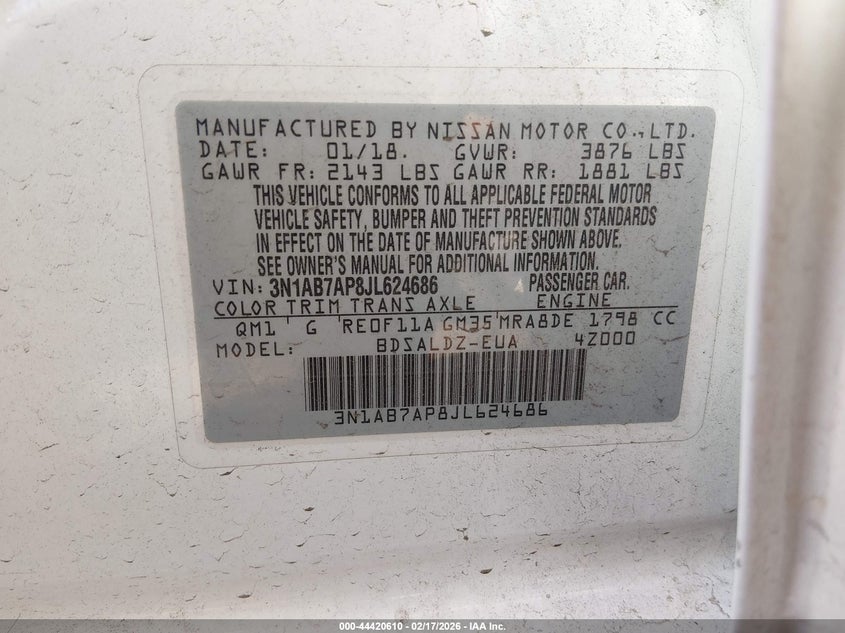 MANUFACTURED BY NISSAN MOTOR CO., LTD.
DATE: 01/18. GVWR: 3876 LBS
GAWR FR: 2143 LBS GAWR RR: 1881 LBS
THIS VEHICLE CONFORMS TO ALL APPLICABLE FEDERAL MOTOR
VEHICLE SAFETY, BUMPER AND THEFT PREVENTION STANDARDS
IN EFFECT ON THE DATE OF MANUFACTURE SHOWN ABOVE.
SEE OWNER'S MANUAL FOR ADDITIONAL INFORMATION.
VIN: 3N1AB7AP8JL624686 PASSENGER CAR.
COLOR TRIM TRANS AXLE ENGINE
QM1 G RE0F11A GM35 MRA8DE 1798 CC
MODEL: BDSALDZ-EUA 4Z000
3N1AB7AP8JL624686
000-44420610 - 02/17/2026 - IAA Inc.